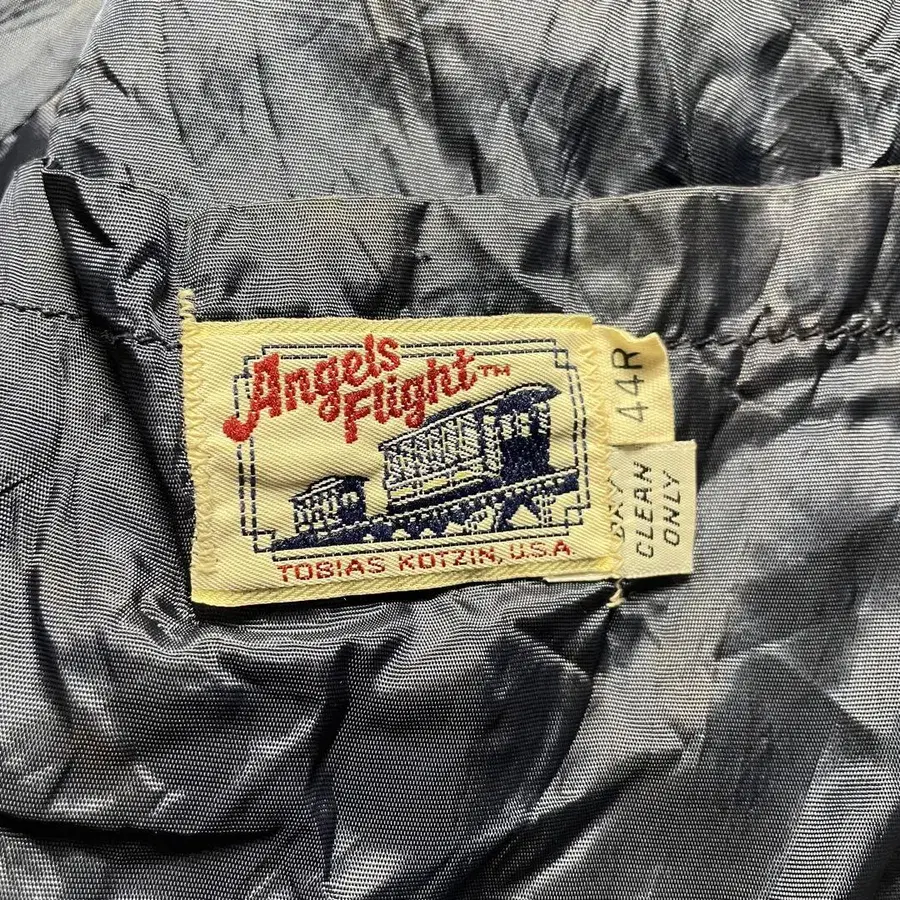 Angels
Flight™
TOBIAS KOTZIN, U.S.A.
44R
DRY
CLEAN
ONLY